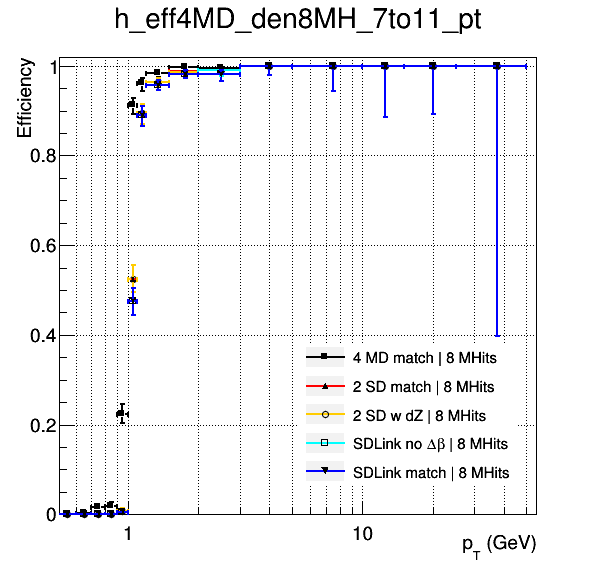 h_eff4MD_den8MH_7to11_pt
Efficiency
1
0.8
0.6
0.4
0.2
0
4 MD match | 8 MHits
2 SD match | 8 MHits
2 SD w dZ | 8 MHits
SDLink no Δβ | 8 MHits
SDLink match | 8 MHits
1 10
pT (GeV)